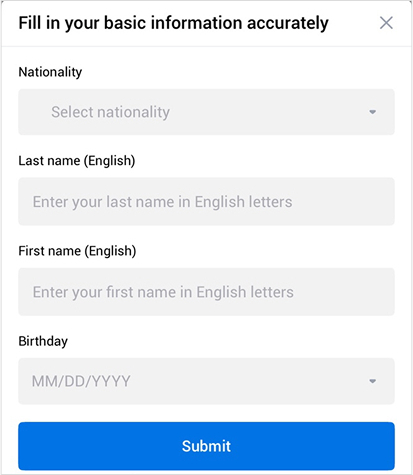 Fill in your basic information accurately
Nationality
Select nationality
Last name (English)
Enter your last name in English letters
First name (English)
Enter your first name in English letters
Birthday
MM/DD/YYYY
Submit